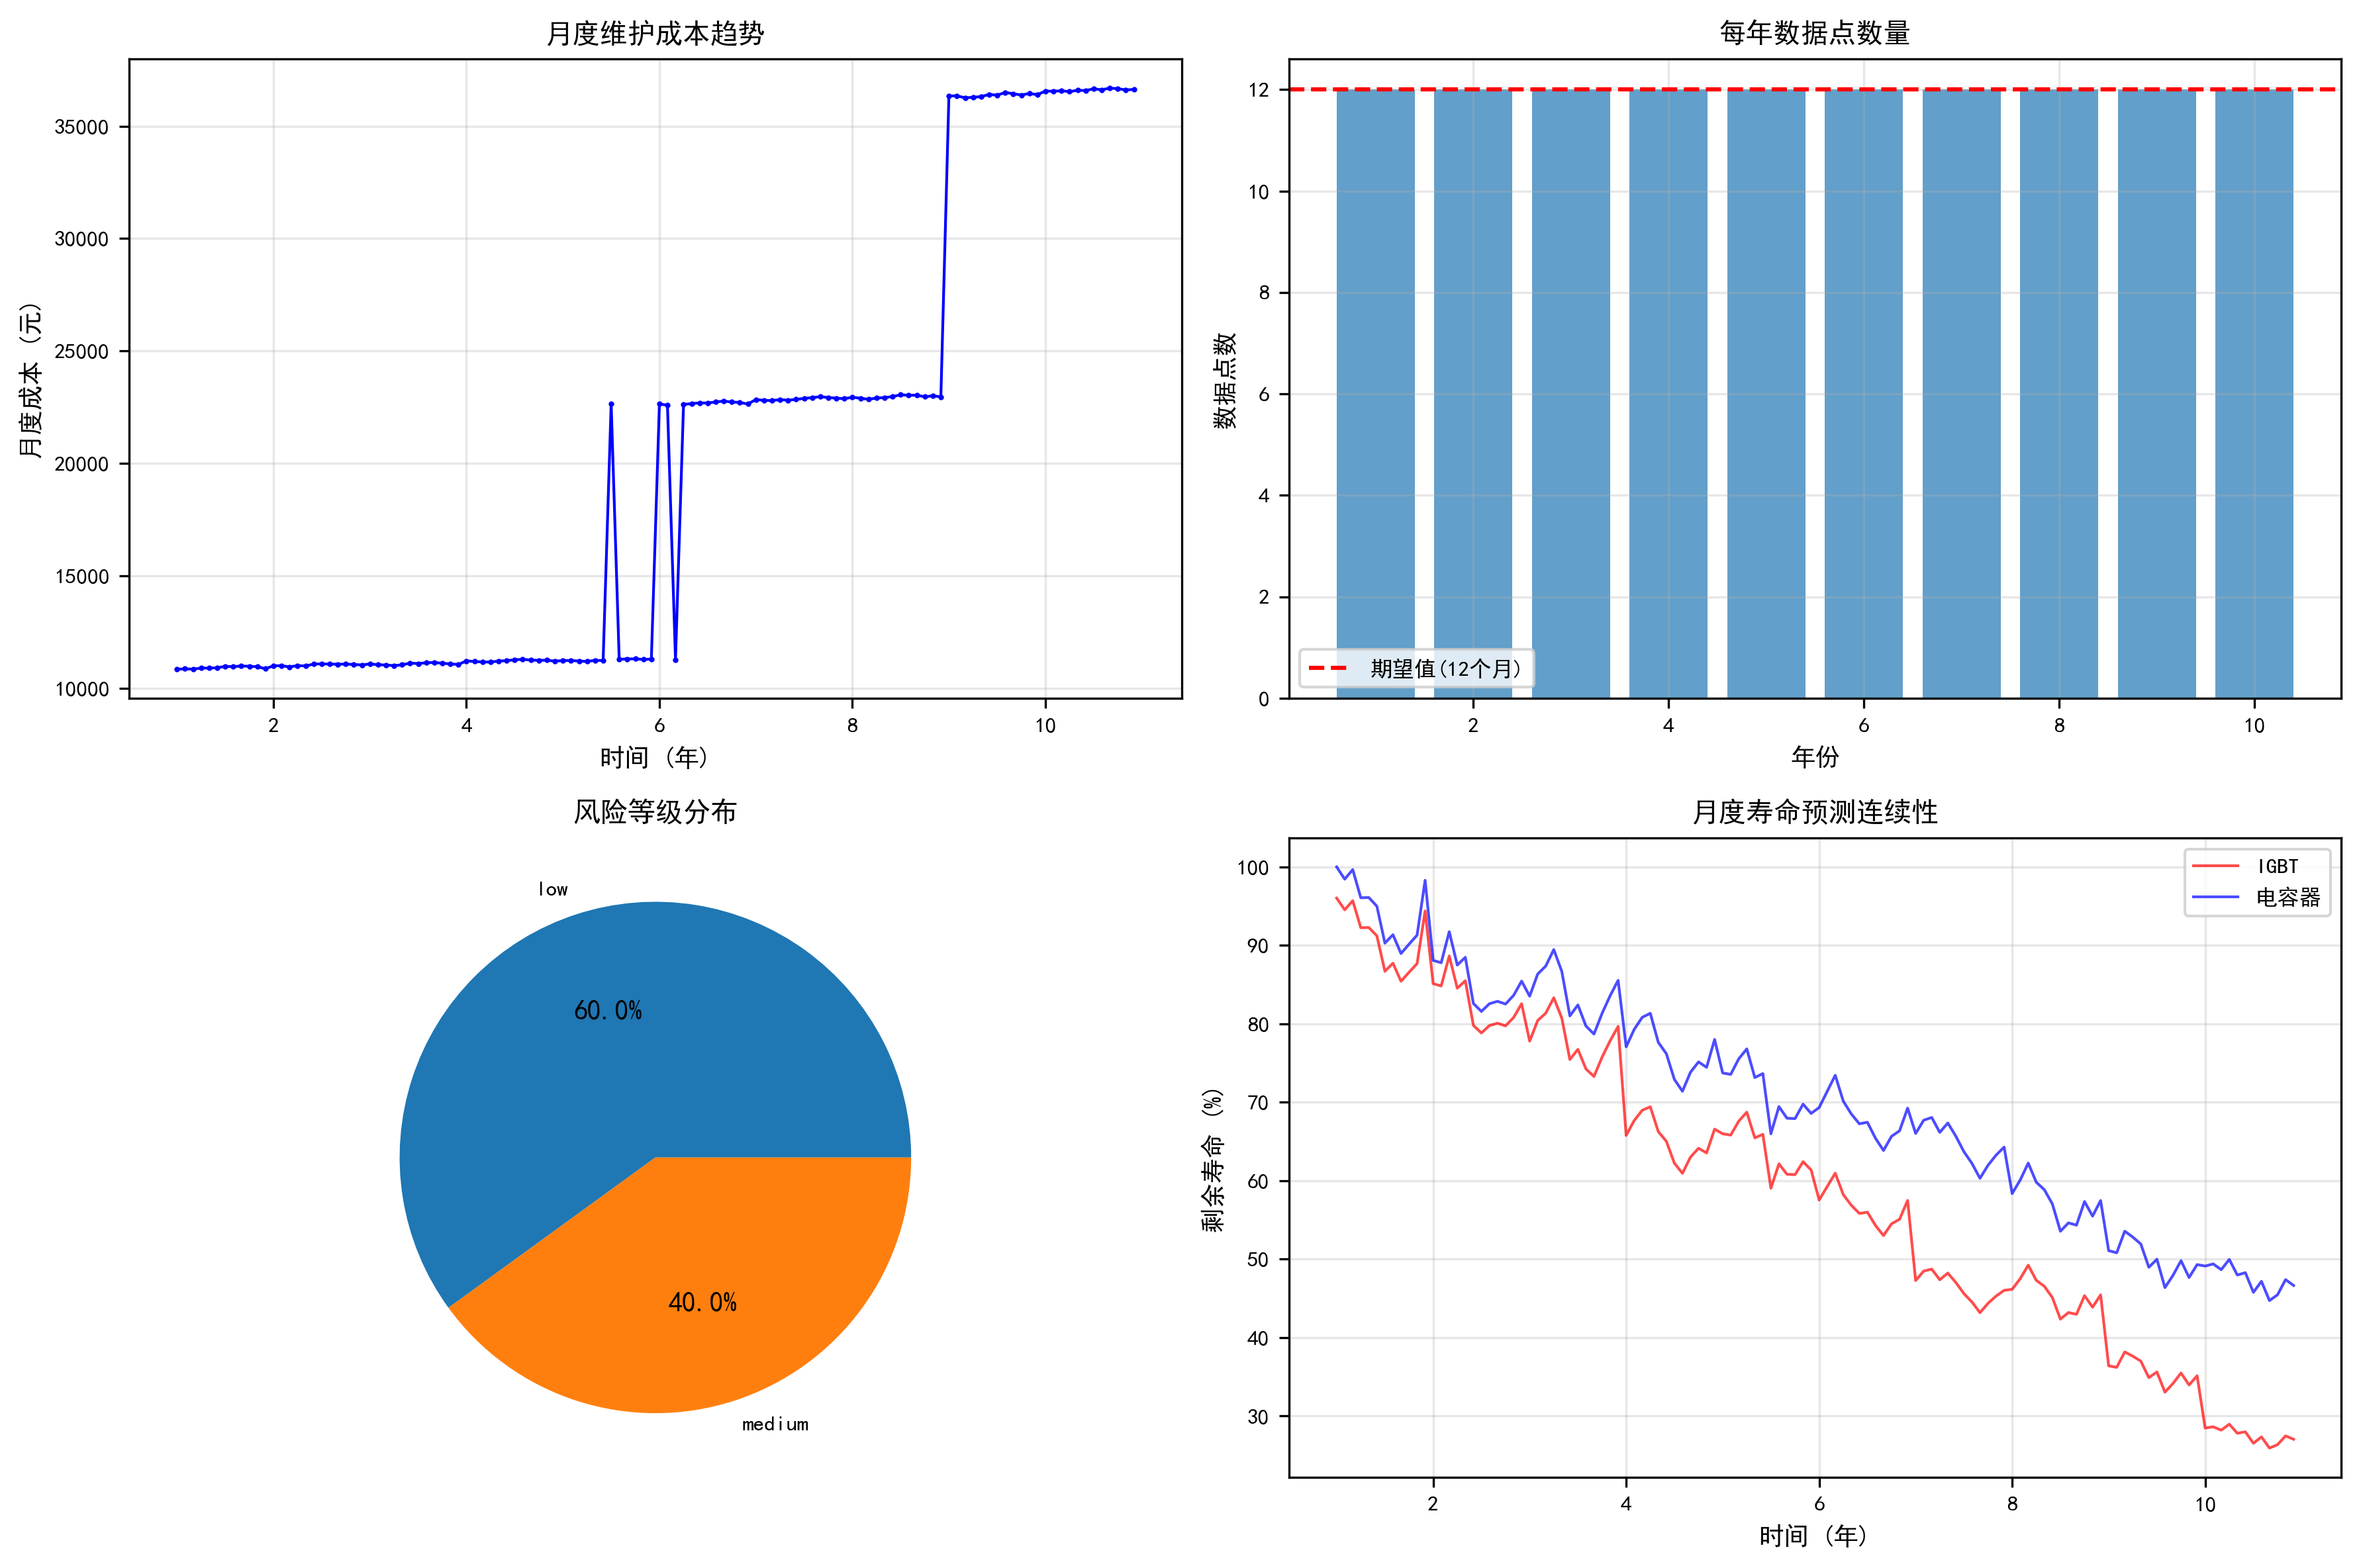 月度维护成本趋势
月度成本 (元)
35000
30000
25000
20000
15000
10000
2
4
6
8
10
时间 (年)
每年数据点数量
数据点数
12
10
8
6
4
2
0
期望值(12个月)
2
4
6
8
10
年份
风险等级分布
low
60.0%
40.0%
medium
月度寿命预测连续性
剩余寿命 (%)
100
90
80
70
60
50
40
30
IGBT
电容器
2
4
6
8
10
时间 (年)